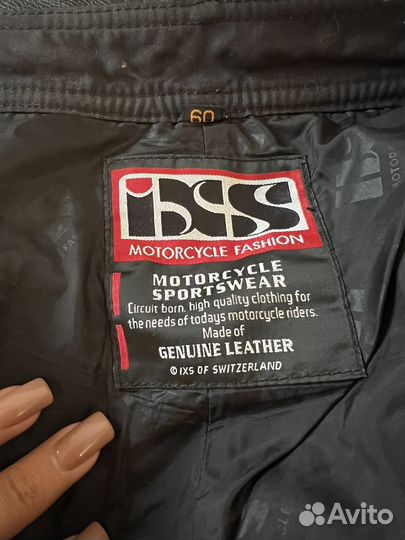 60
ixs
MOTORCYCLE FASHION
MOTORCYCLE
SPORTSWEAR
Circuit born, high quality clothing for
the needs of todays motorcycle riders.
Made of
GENUINE LEATHER
© IXS OF SWITZERLAND
Avito